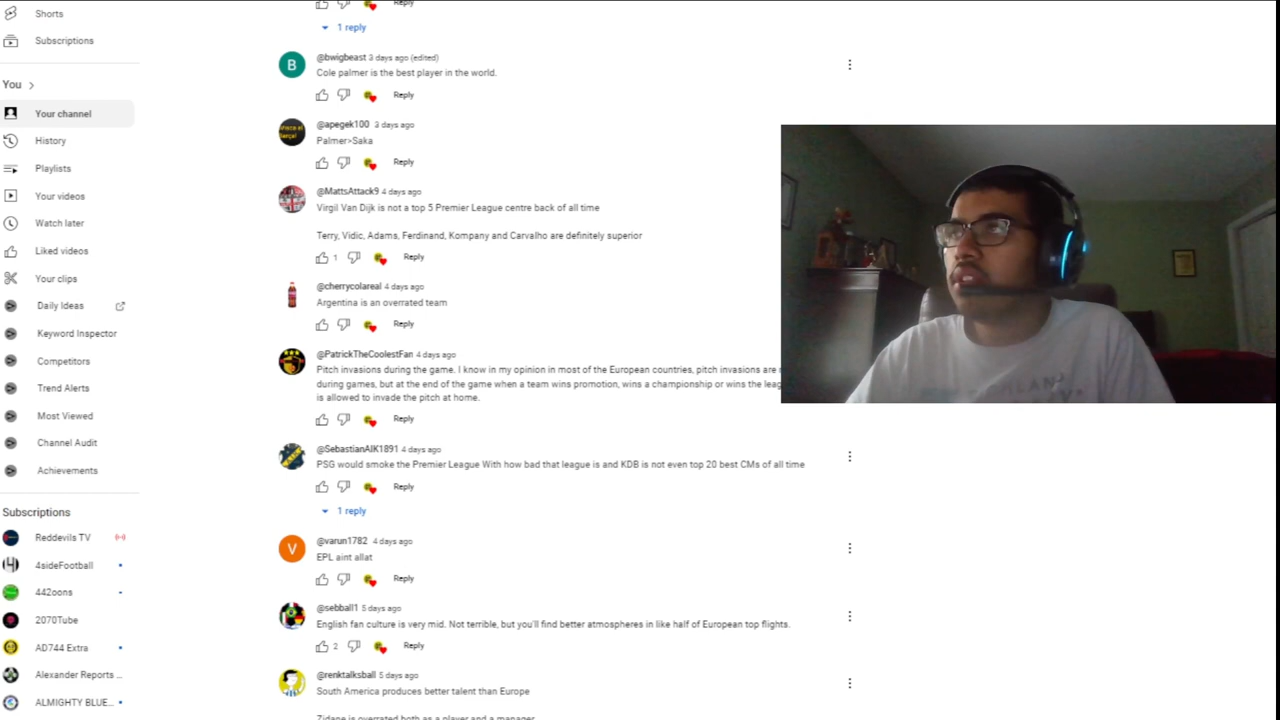 Shorts
Subscriptions
You
Your channel
History
Playlists
Your videos
Watch later
Liked videos
Your clips
Daily Ideas
Keyword Inspector
Competitors
Trend Alerts
Most Viewed
Channel Audit
Achievements
Subscriptions
Reddevils TV
4sideFootball
442oons
2070Tube
AD744 Extra
Alexander Reports ...
ALMIGHTY BLUE...
Reply
1 reply
B
@bwigbeast 3 days ago (edited)
Cole palmer is the best player in the world.
Reply
@apegek100 3 days ago
Palmer>Saka
Reply
@MattsAttack9 4 days ago
Virgil Van Dijk is not a top 5 Premier League centre back of all time
Terry, Vidic, Adams, Ferdinand, Kompany and Carvalho are definitely superior
1 Reply
@cherrycolareal 4 days ago
Argentina is an overrated team
Reply
@PatrickTheCoolestFan 4 days ago
Pitch invasions during the game. I know in my opinion in most of the European countries, pitch invasions are
during games, but at the end of the game when a team wins promotion, wins a championship or wins the
is allowed to invade the pitch at home.
Reply
@SebastianAIK1891 4 days ago
PSG would smoke the Premier League With how bad that league is and KDB is not even top 20 best CMs of all time
Reply
1 reply
V
@varun1782 4 days ago
EPL aint allat
Reply
@sebball1 5 days ago
English fan culture is very mid. Not terrible, but you'll find better atmospheres in like half of European top flights.
2 Reply
@renktalksball 5 days ago
South America produces better talent than Europe
Zidane is overrated both as a player and a manager